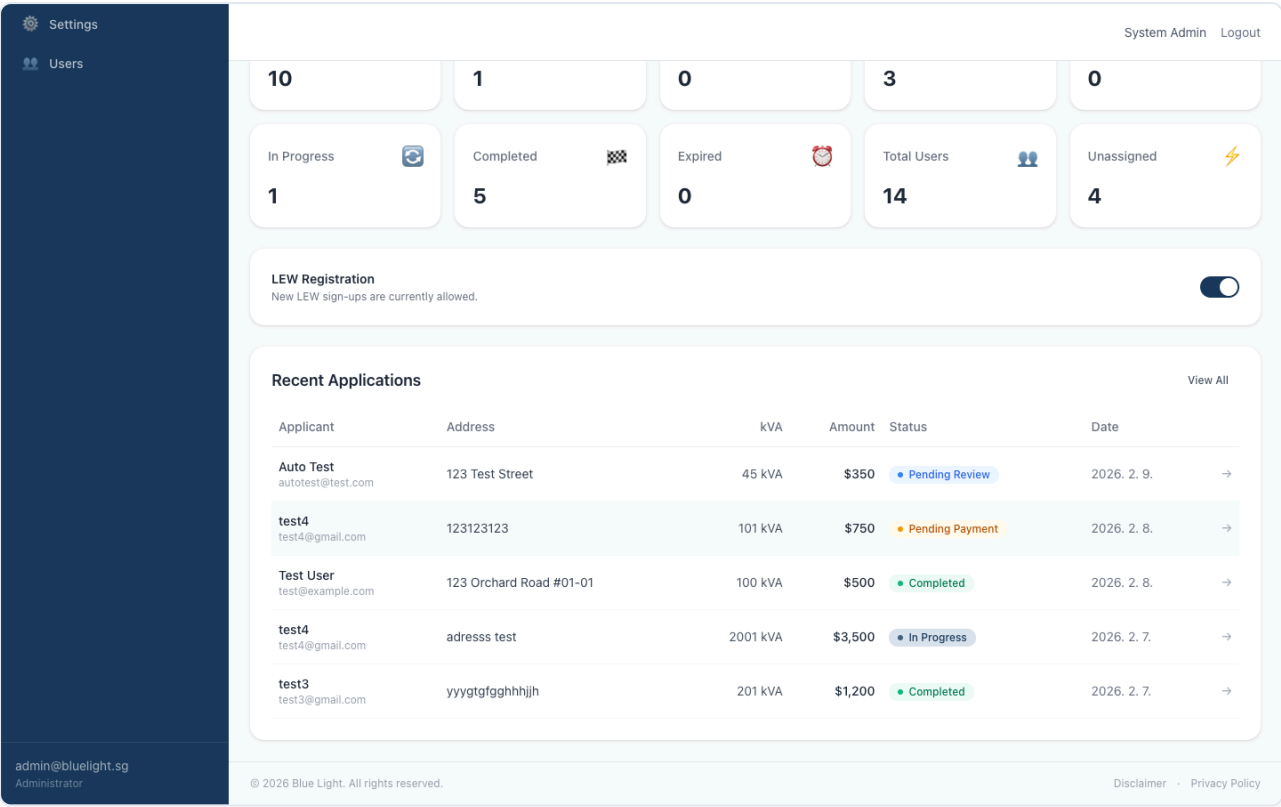 Settings
Users
System Admin Logout
10 1 0 3 0
In Progress Completed Expired Total Users Unassigned
1 5 0 14 4
LEW Registration
New LEW sign-ups are currently allowed.
Recent Applications View All
Applicant Address kVA Amount Status Date
Auto Test
autotest@test.com
123 Test Street 45 kVA $350 Pending Review 2026. 2. 9. →
test4
test4@gmail.com
123123123 101 kVA $750 Pending Payment 2026. 2. 8. →
Test User
test@example.com
123 Orchard Road #01-01 100 kVA $500 Completed 2026. 2. 8. →
test4
test4@gmail.com
adresss test 2001 kVA $3,500 In Progress 2026. 2. 7. →
test3
test3@gmail.com
yyygtgfgghhhjjh 201 kVA $1,200 Completed 2026. 2. 7. →
admin@bluelight.sg
Administrator
© 2026 Blue Light. All rights reserved. Disclaimer · Privacy Policy